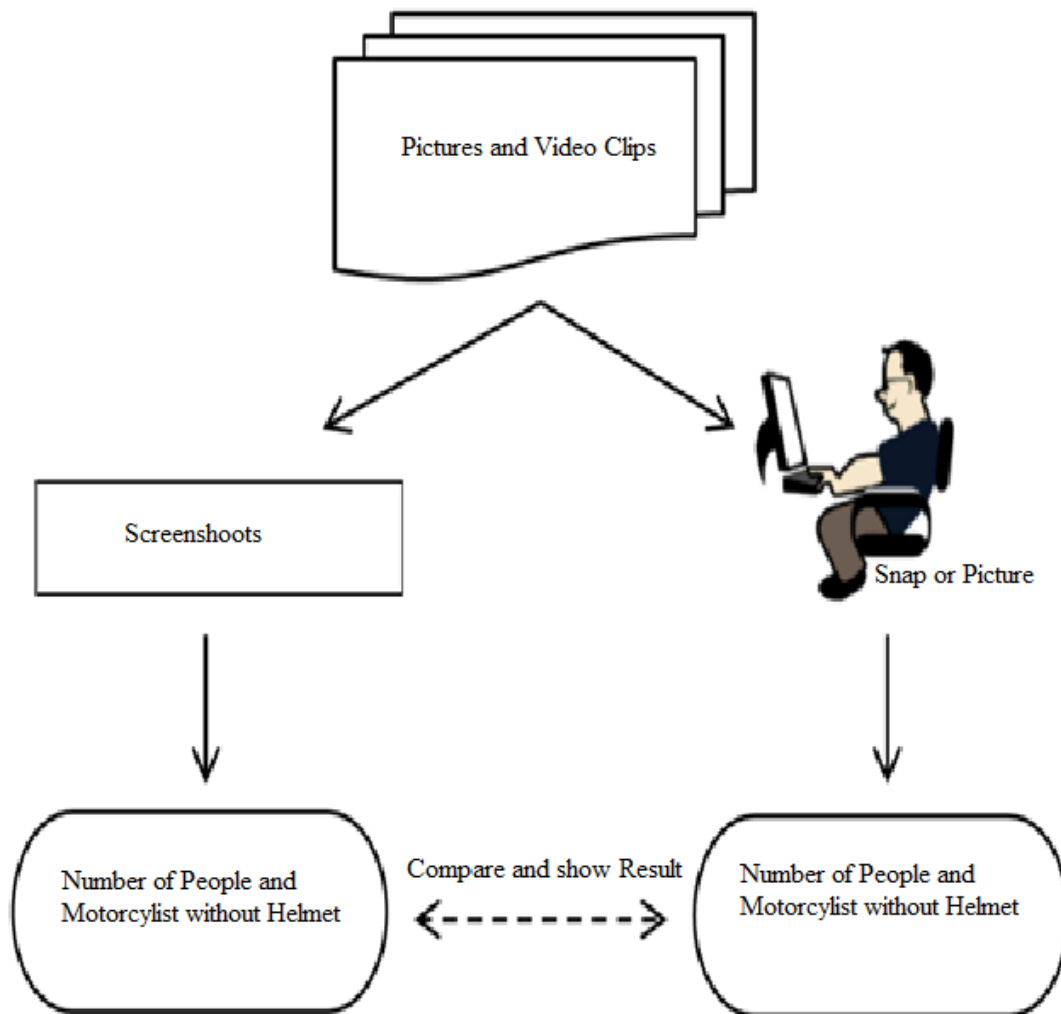 Pictures and Video Clips
Screenshoots
Snap or Picture
Number of People and
Motorcylist without Helmet
Compare and show Result
Number of People and
Motorcylist without Helmet